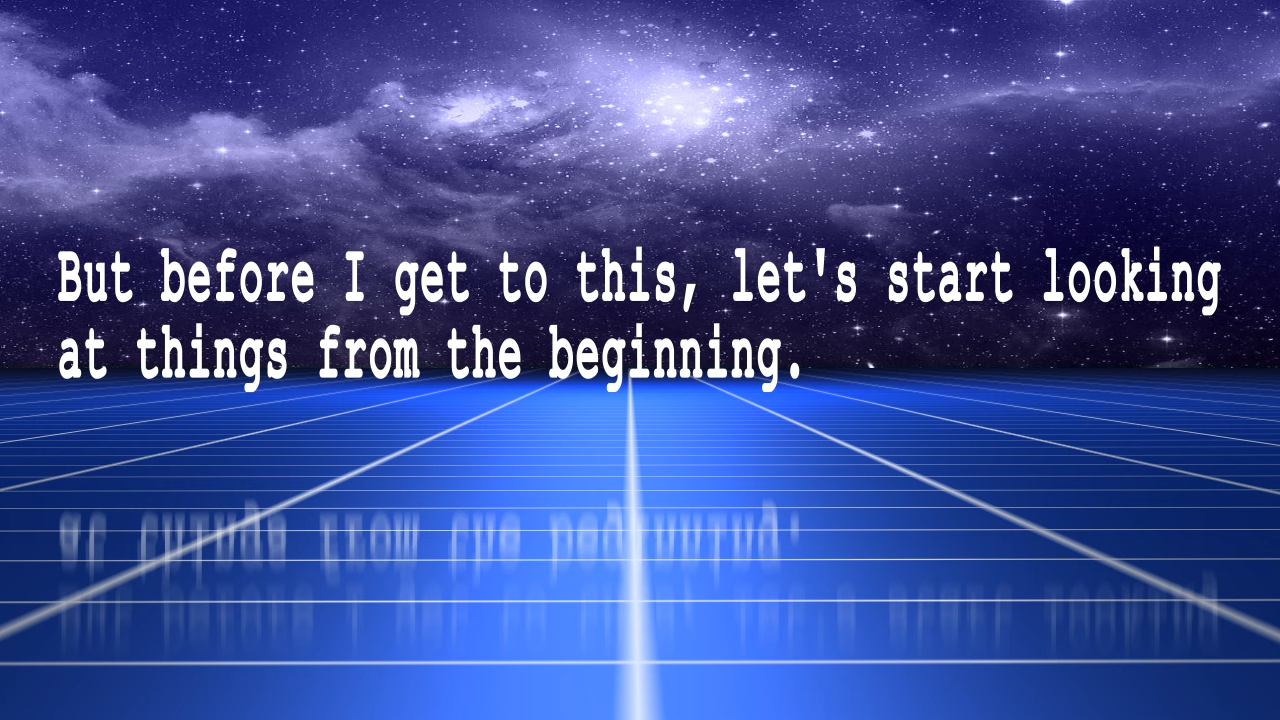 But before I get to this, let's start looking
at things from the beginning.